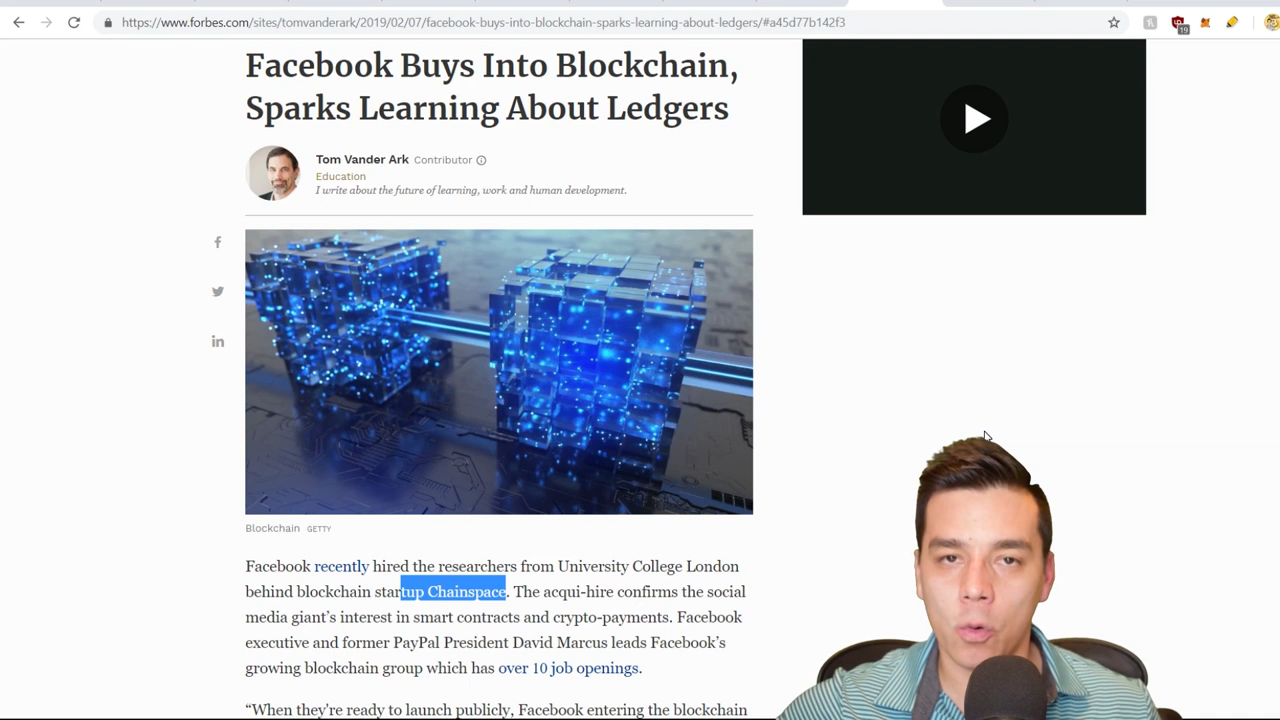 https://www.forbes.com/sites/tomvanderark/2019/02/07/facebook-buys-into-blockchain-sparks-learning-about-ledgers/#a45d77b142f3
19
Facebook Buys Into Blockchain,
Sparks Learning About Ledgers
Tom Vander Ark Contributor
Education
I write about the future of learning, work and human development.
Blockchain GETTY
Facebook recently hired the researchers from University College London
behind blockchain startup Chainspace. The acqui-hire confirms the social
media giant’s interest in smart contracts and crypto-payments. Facebook
executive and former PayPal President David Marcus leads Facebook’s
growing blockchain group which has over 10 job openings.
“When they're ready to launch publicly, Facebook entering the blockchain